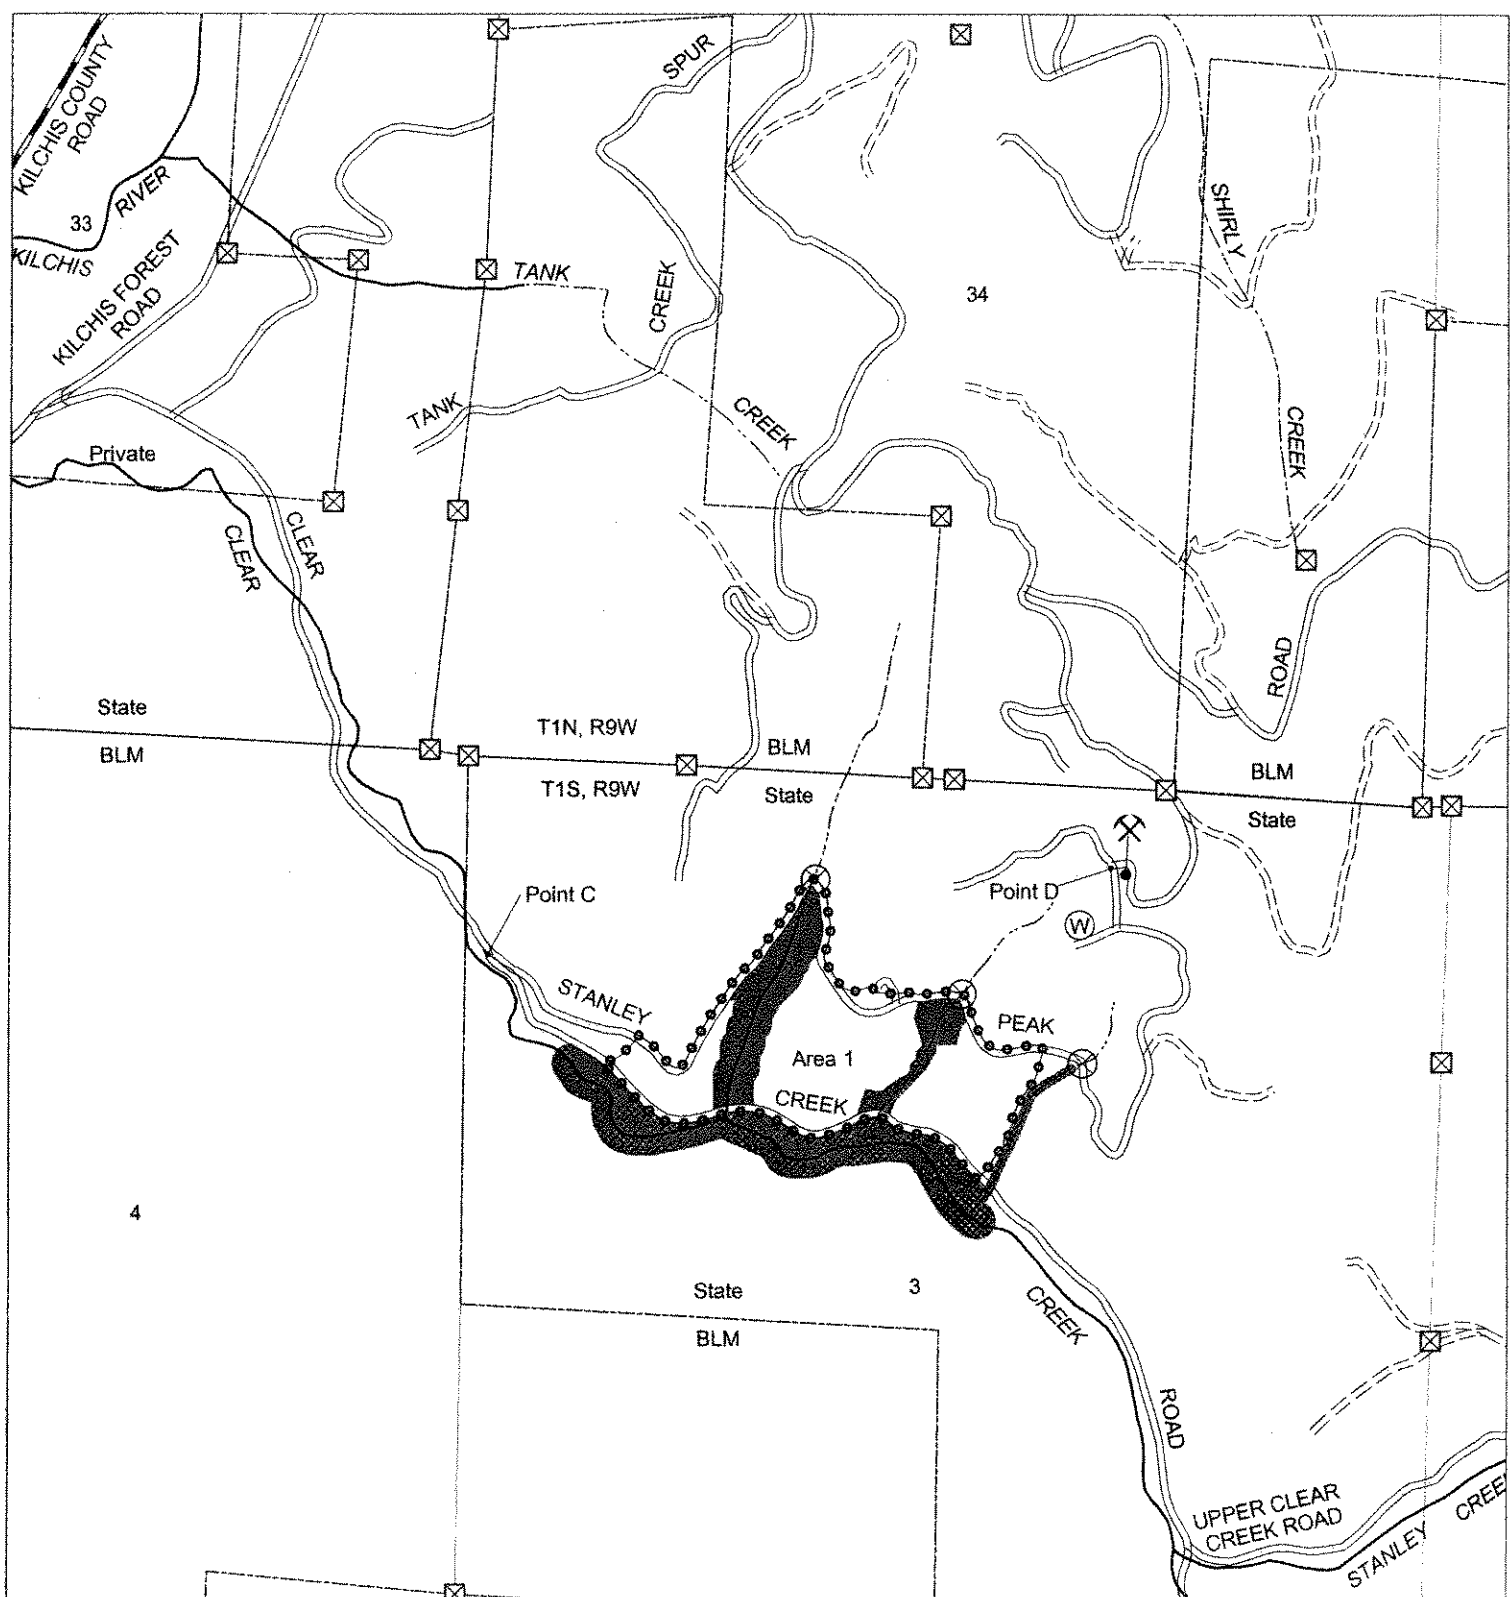 KILCHIS COUNTY
ROAD
SPUR
SHIRLY
33
RIVER
KILCHIS
KILCHIS FOREST
ROAD
TANK
CREEK
34
TANK
CREEK
CREEK
Private
CLEAR
CLEAR
ROAD
State
BLM
T1N, R9W
T1S, R9W
BLM
State
BLM
State
Point C
Point D
W
STANLEY
PEAK
Area 1
CREEK
4
3
State
BLM
CREEK
ROAD
UPPER CLEAR
CREEK ROAD
STANLEY
CREE